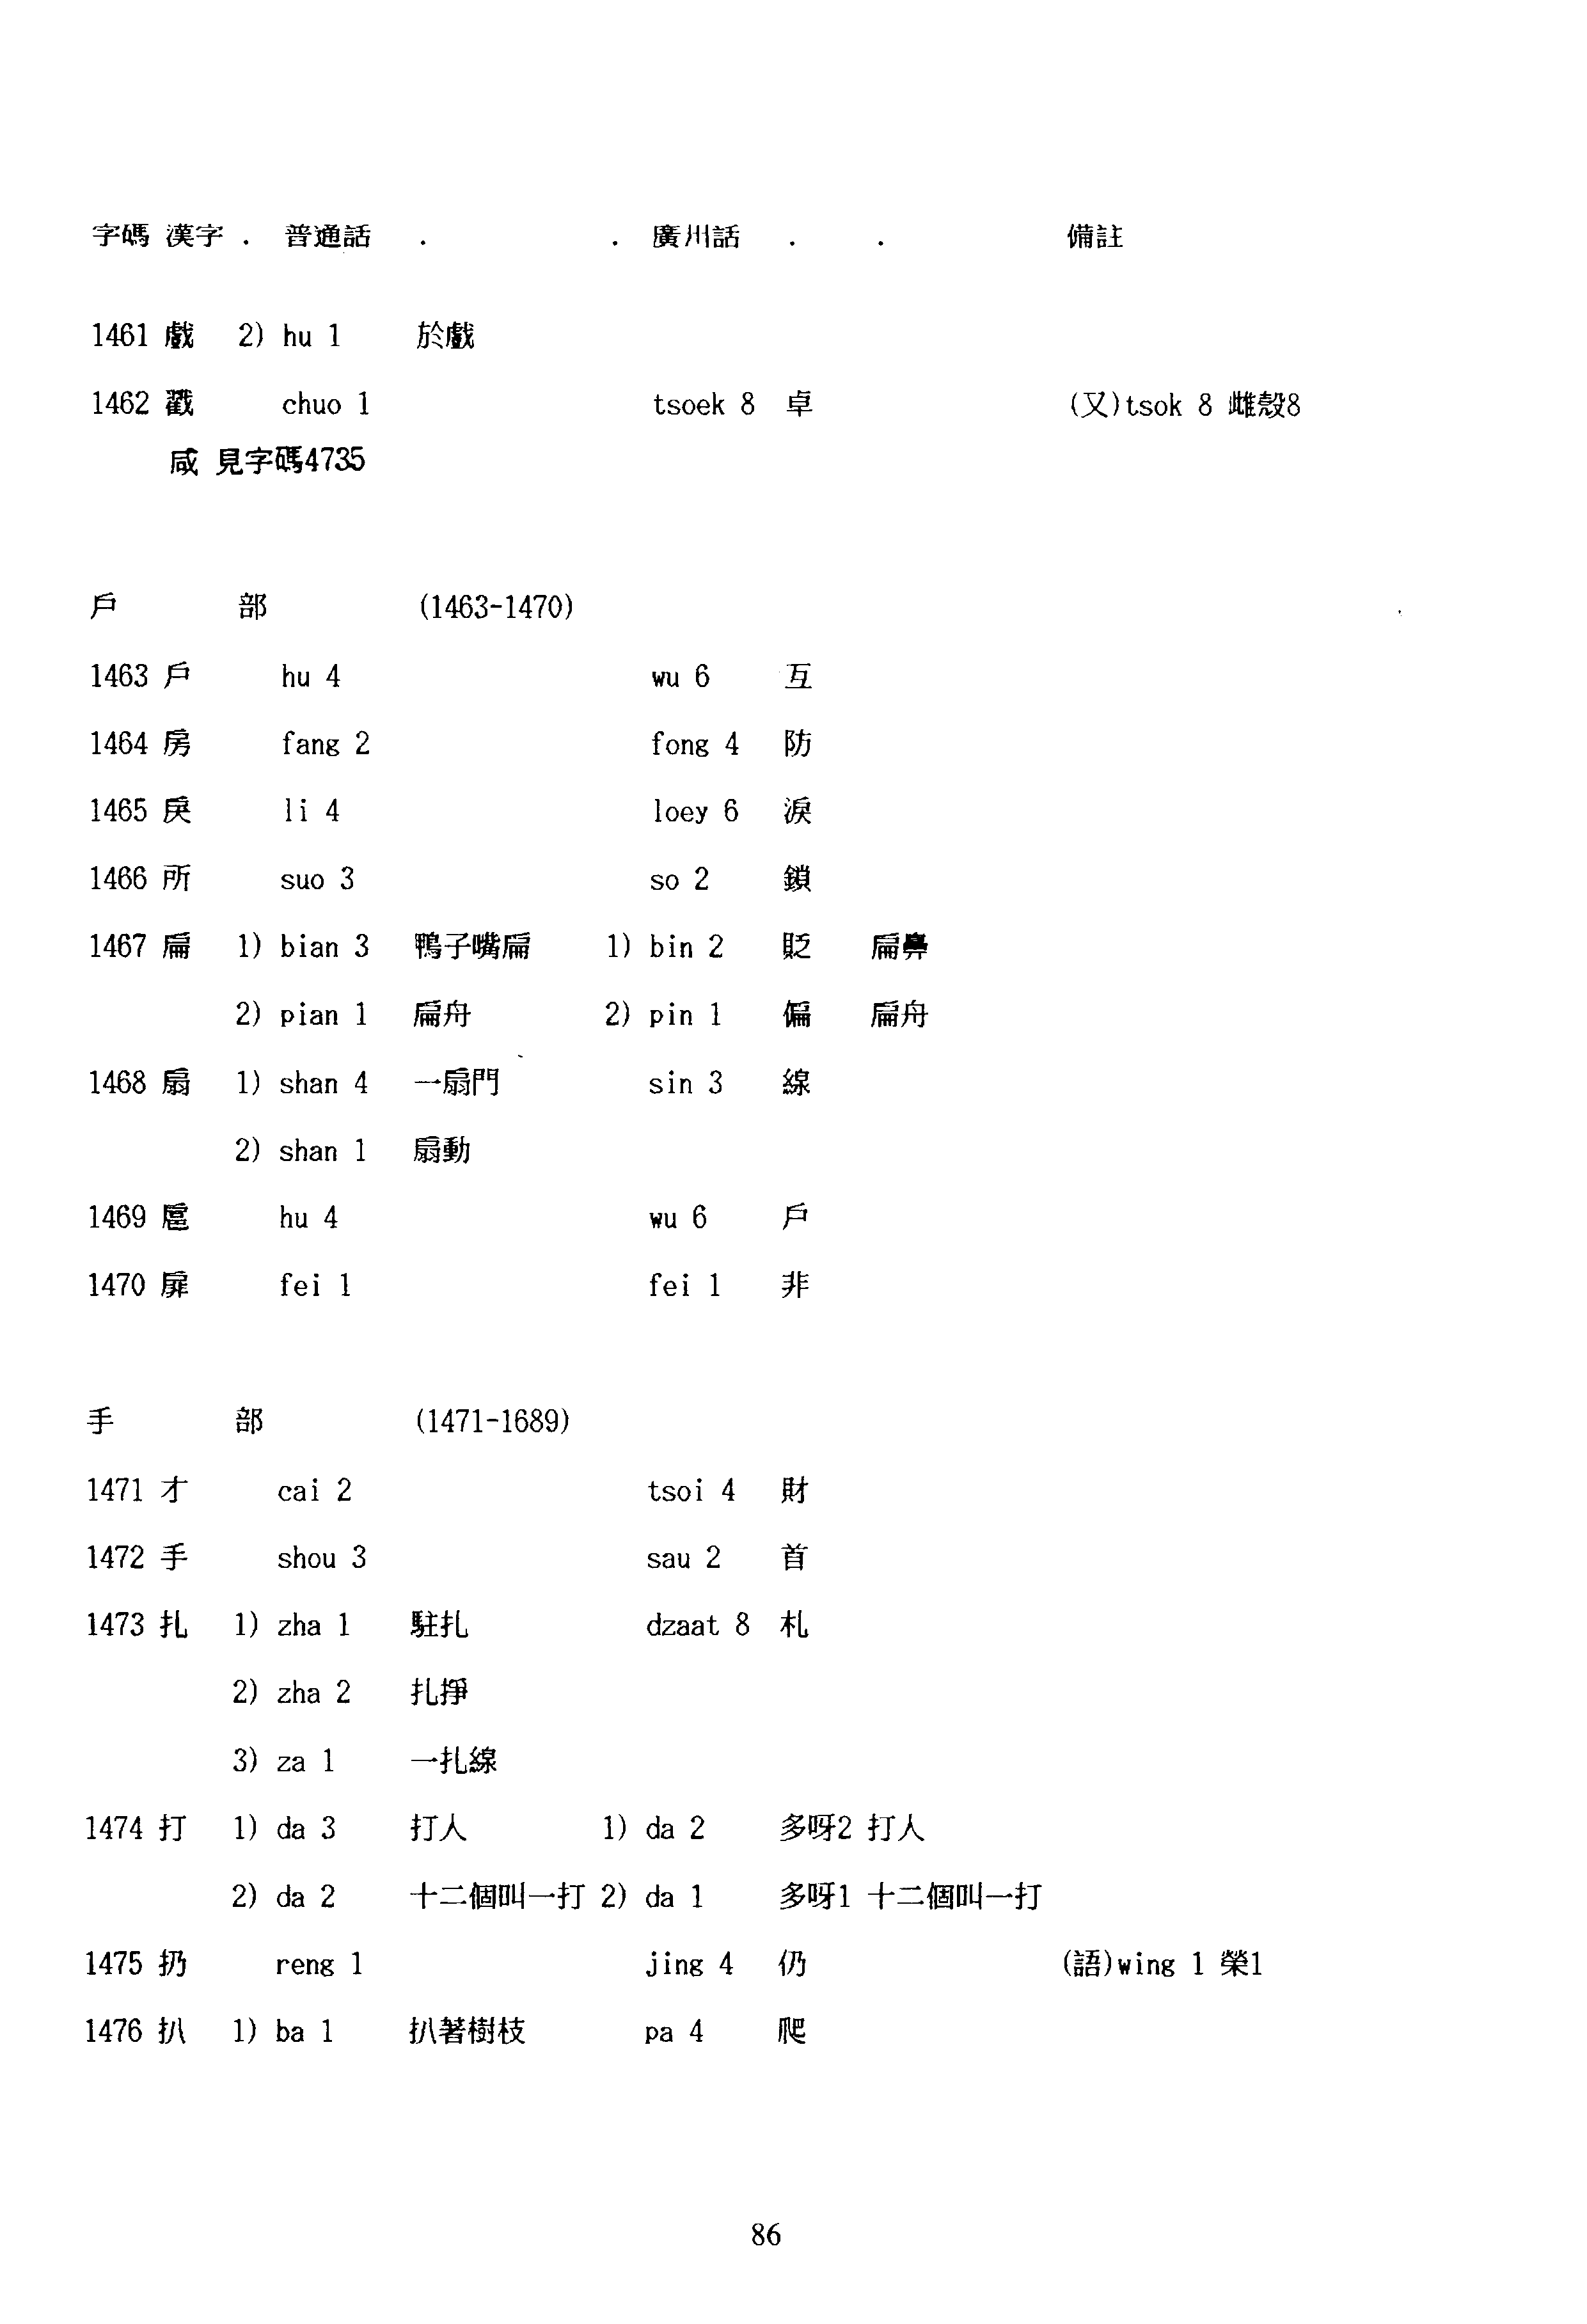 字碼 漢字 . 普通話 . . 廣州話 . . 備註
1461 戲 2) hu 1 於戲
1462 戳 chuo 1 tsoek 8 卓 (又)tsok 8 雌殼8
咸 見字碼4735
戶 部 (1463-1470)
1463 戶 hu 4 wu 6 互
1464 房 fang 2 fong 4 防
1465 戾 li 4 loey 6 淚
1466 所 suo 3 so 2 鎖
1467 扁 1) bian 3 鴨子嘴扁 1) bin 2 貶 扁鼻
2) pian 1 扁舟 2) pin 1 偏 扁舟
1468 扇 1) shan 4 一扇門 sin 3 線
2) shan 1 扇動
1469 扈 hu 4 wu 6 戶
1470 扉 fei 1 fei 1 非
手 部 (1471-1689)
1471 才 cai 2 tsoi 4 財
1472 手 shou 3 sau 2 首
1473 扎 1) zha 1 駐扎 dzaat 8 札
2) zha 2 扎掙
3) za 1 一扎線
1474 打 1) da 3 打人 1) da 2 多呀2 打人
2) da 2 十二個叫一打 2) da 1 多呀1 十二個叫一打
1475 扔 reng 1 jing 4 仍 (語)wing 1 榮1
1476 扒 1) ba 1 扒著樹枝 pa 4 爬
86